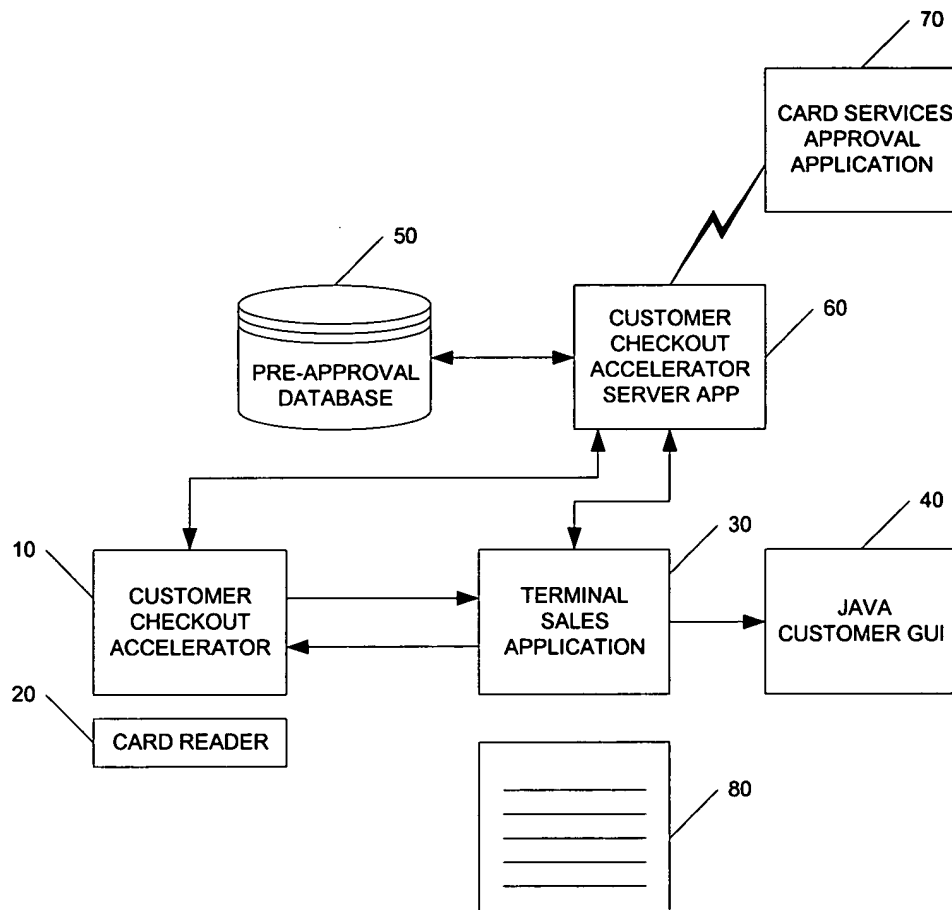 70
CARD SERVICES
APPROVAL
APPLICATION
50
PRE-APPROVAL
DATABASE
60
CUSTOMER
CHECKOUT
ACCELERATOR
SERVER APP
10
CUSTOMER
CHECKOUT
ACCELERATOR
30
TERMINAL
SALES
APPLICATION
40
JAVA
CUSTOMER GUI
20
CARD READER
80